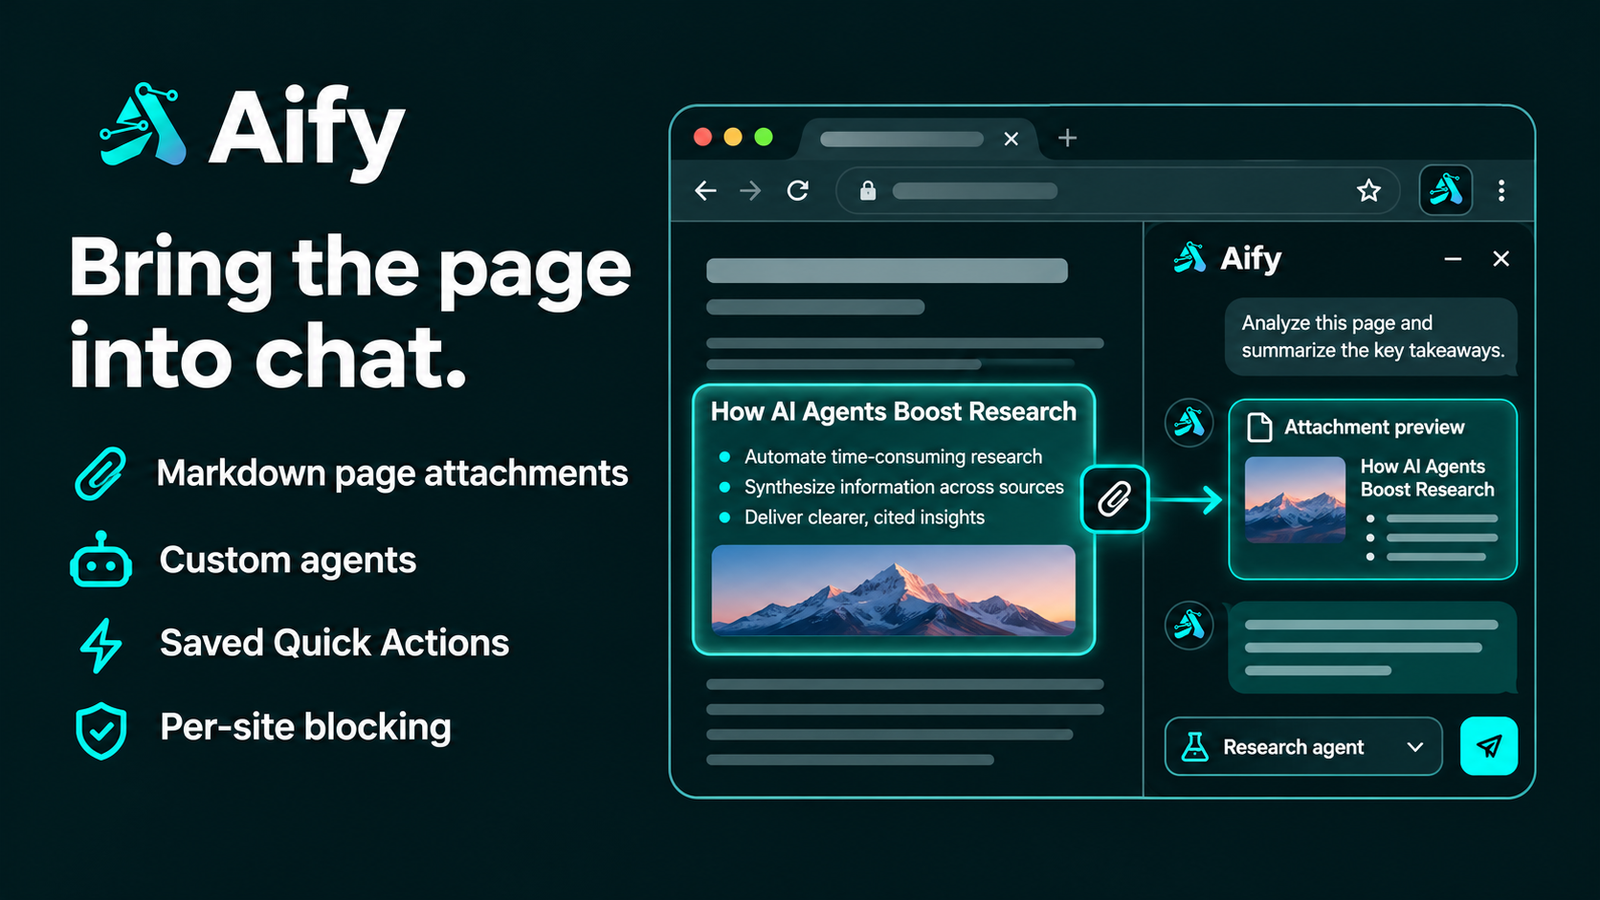 Aify
Bring the page
into chat.
Markdown page attachments
Custom agents
Saved Quick Actions
Per-site blocking
How AI Agents Boost Research
Automate time-consuming research
Synthesize information across sources
Deliver clearer, cited insights
Aify
Analyze this page and
summarize the key takeaways.
Attachment preview
How AI Agents
Boost Research
Research agent